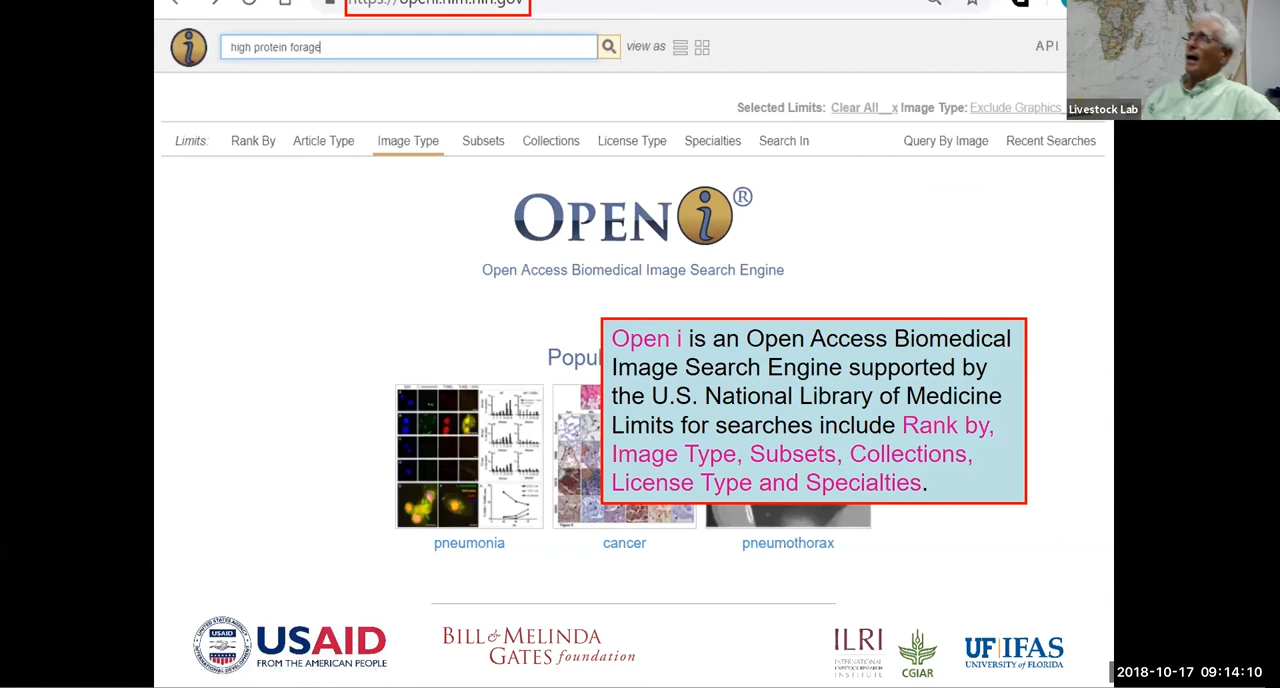 https://openi.nlm.nih.gov
high protein forage
view as
API
Selected Limits: Clear All__x Image Type: Exclude Graphics
Livestock Lab
Limits: Rank By Article Type Image Type Subsets Collections License Type Specialties Search In Query By Image Recent Searches
OPEN i ®
Open Access Biomedical Image Search Engine
Popu
Open i is an Open Access Biomedical
Image Search Engine supported by
the U.S. National Library of Medicine
Limits for searches include Rank by,
Image Type, Subsets, Collections,
License Type and Specialties.
pneumonia cancer pneumothorax
USAID
FROM THE AMERICAN PEOPLE
BILL & MELINDA
GATES foundation
ILRI
INTERNATIONAL
LIVESTOCK RESEARCH
INSTITUTE
CGIAR
UF IFAS
UNIVERSITY of FLORIDA
2018-10-17 09:14:10